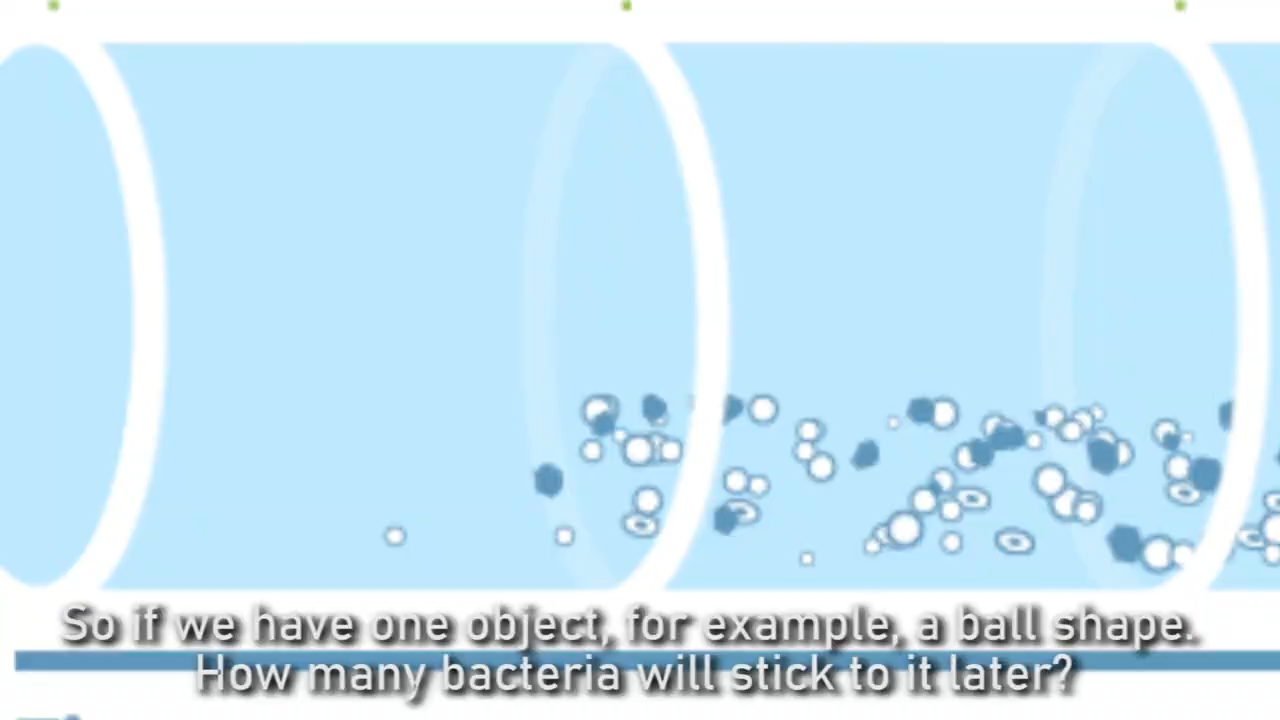 So if we have one object, for example, a ball shape.
How many bacteria will stick to it later?